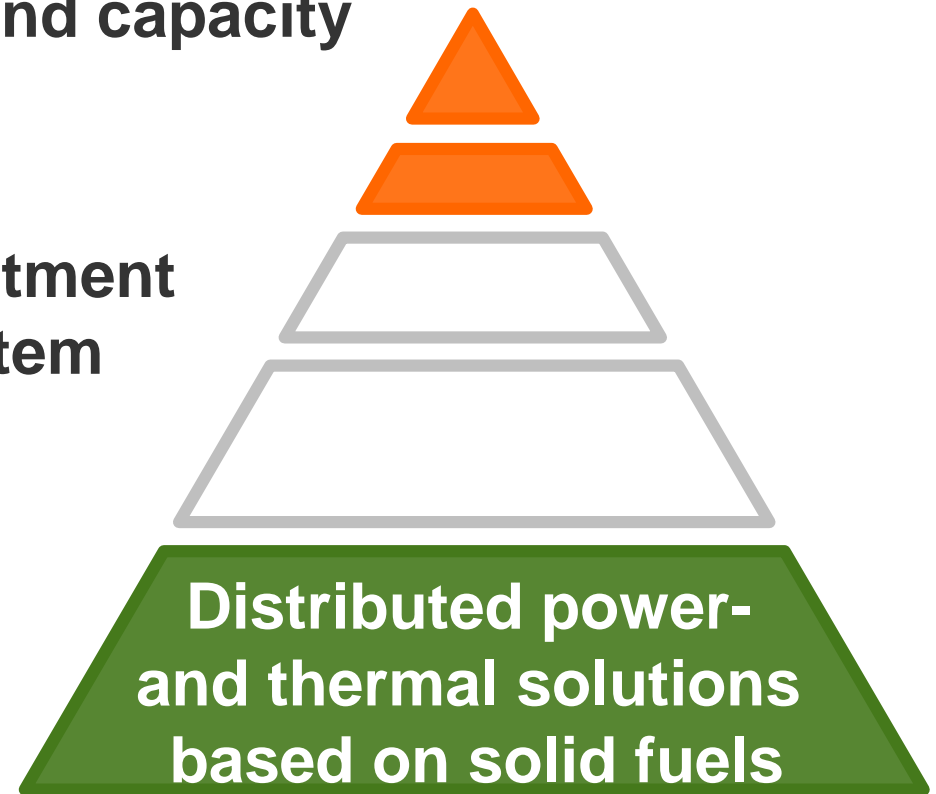 nd capacity
tment
tem
Distributed power-
and thermal solutions
based on solid fuels